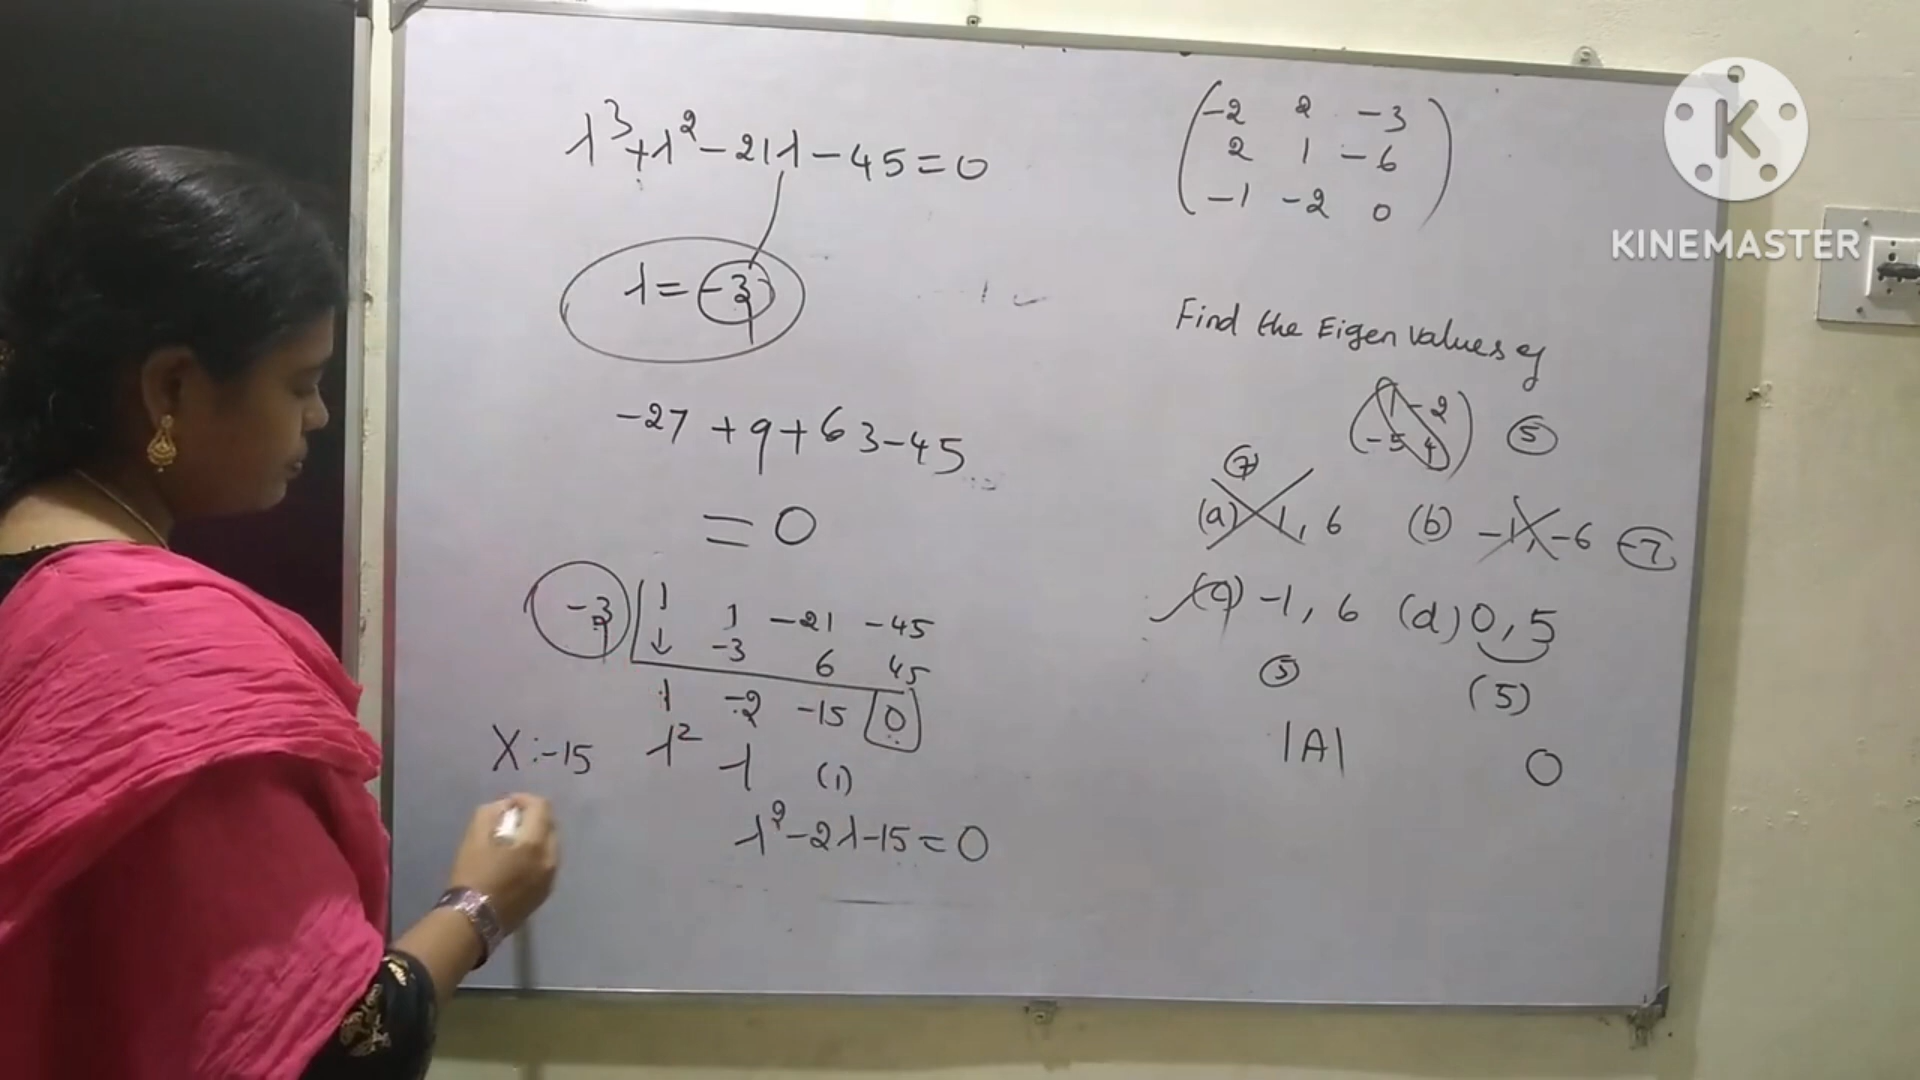 λ³+λ²-21λ-45=0
λ=-3
-27+9+63-45
=0
-3 | 1 1 -21 -45
↓ -3 6 45
1 -2 -15 0
X:-15 λ² λ (1)
λ²-2λ-15=0
-2 2 -3
2 1 -6
-1 -2 0
K
KINEMASTER
Find the Eigen values of
1 -2
-5 4
5
7
(a) 1, 6 (b) -1, -6 -7
(c) -1, 6 (d) 0, 5
5 (5)
|A| 0